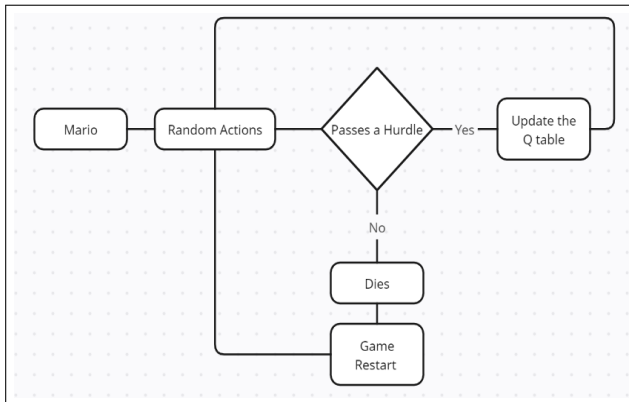 Mario
Random Actions
Passes a Hurdle
Yes
Update the
Q table
No
Dies
Game
Restart